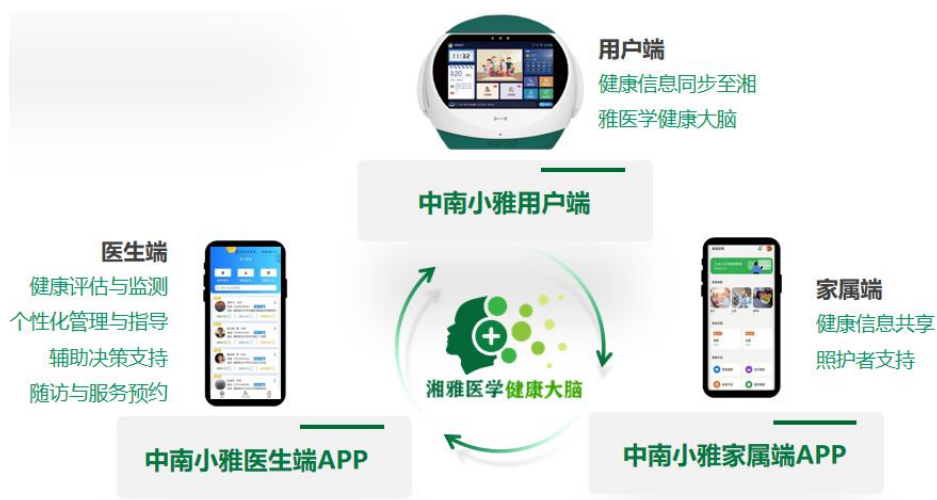 11:32
用户端
健康信息同步至湘
雅医学健康大脑
中南小雅用户端
医生端
健康评估与监测
个性化管理与指导
辅助决策支持
随访与服务预约
家属端
健康信息共享
照护者支持
湘雅医学健康大脑
中南小雅医生端APP
中南小雅家属端APP